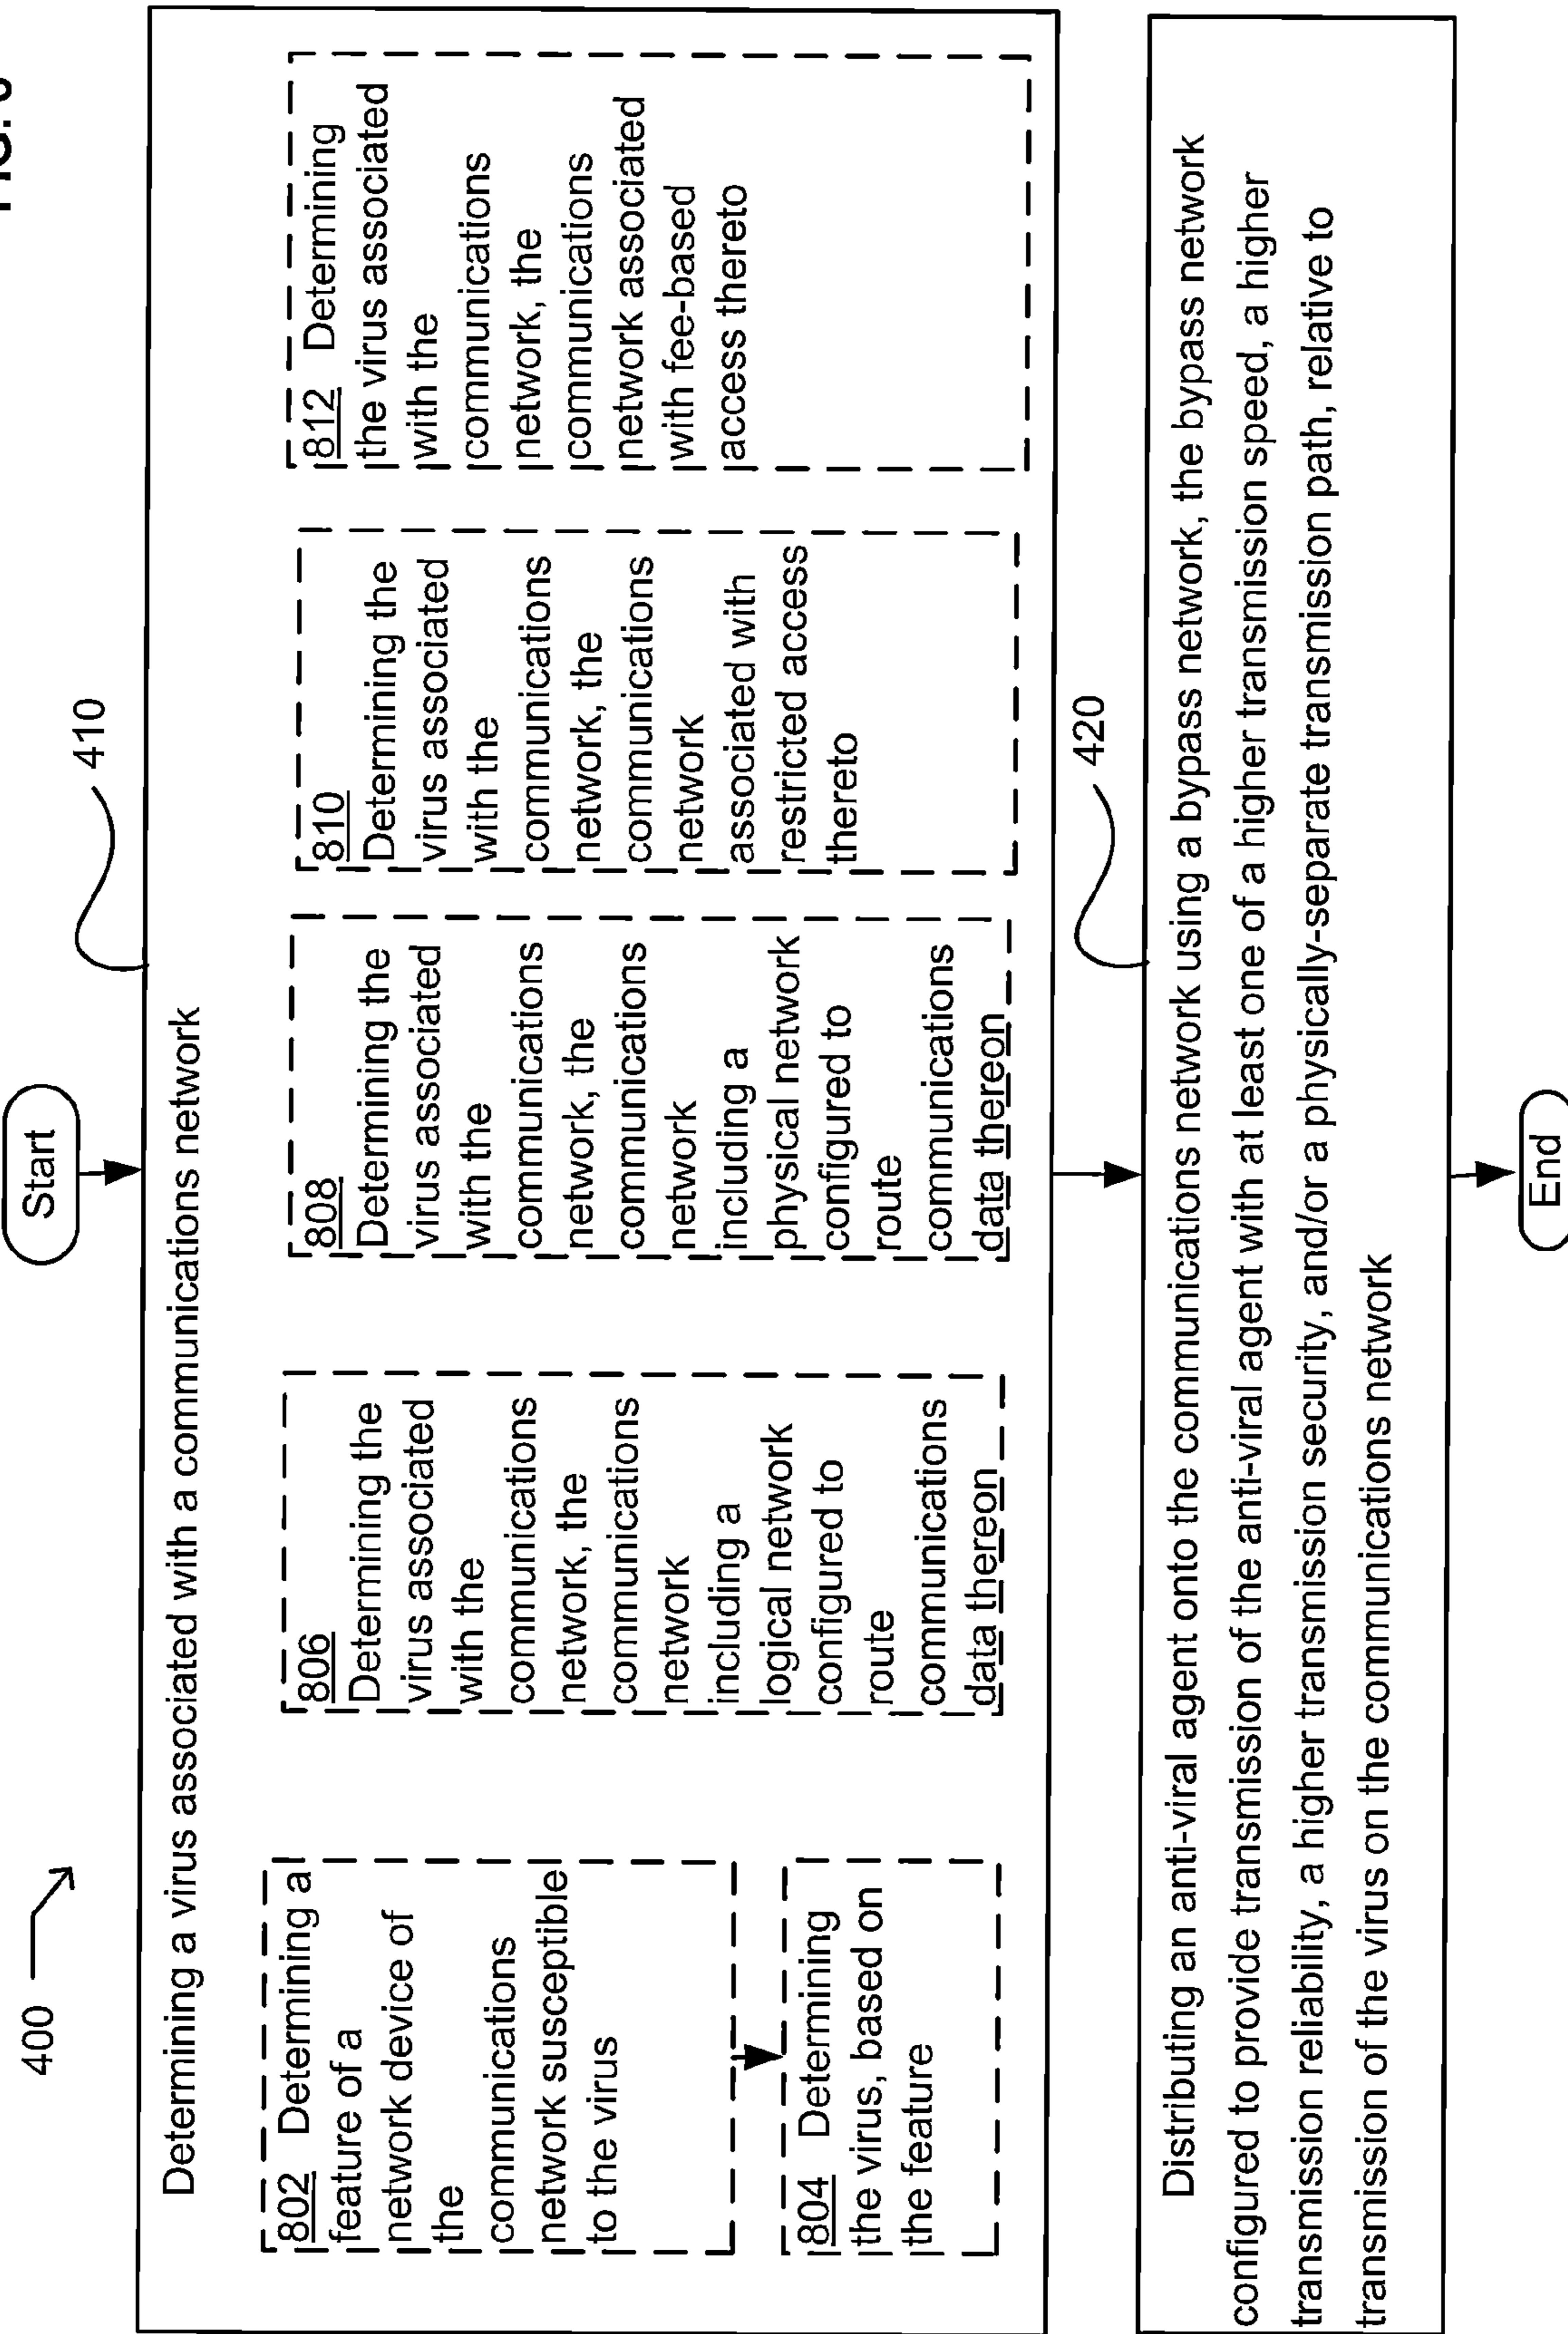 FIG.
400
Start
410
Determining a virus associated with a communications network
802 Determining a
feature of a
network device of
the
communications
network susceptible
to the virus
804 Determining
the virus, based on
the feature
806
Determining the
virus associated
with the
communications
network, the
communications
network
including a
logical network
configured to
route
communications
data thereon
808
Determining the
virus associated
with the
communications
network, the
communications
network
including a
physical network
configured to
route
communications
data thereon
810
Determining the
virus associated
with the
communications
network, the
communications
network
associated with
restricted access
thereto
812 Determining
the virus associated
with the
communications
network, the
communications
network associated
with fee-based
access thereto
420
Distributing an anti-viral agent onto the communications network using a bypass network, the bypass network
configured to provide transmission of the anti-viral agent with at least one of a higher transmission speed, a higher
transmission reliability, a higher transmission security, and/or a physically-separate transmission path, relative to
transmission of the virus on the communications network
End